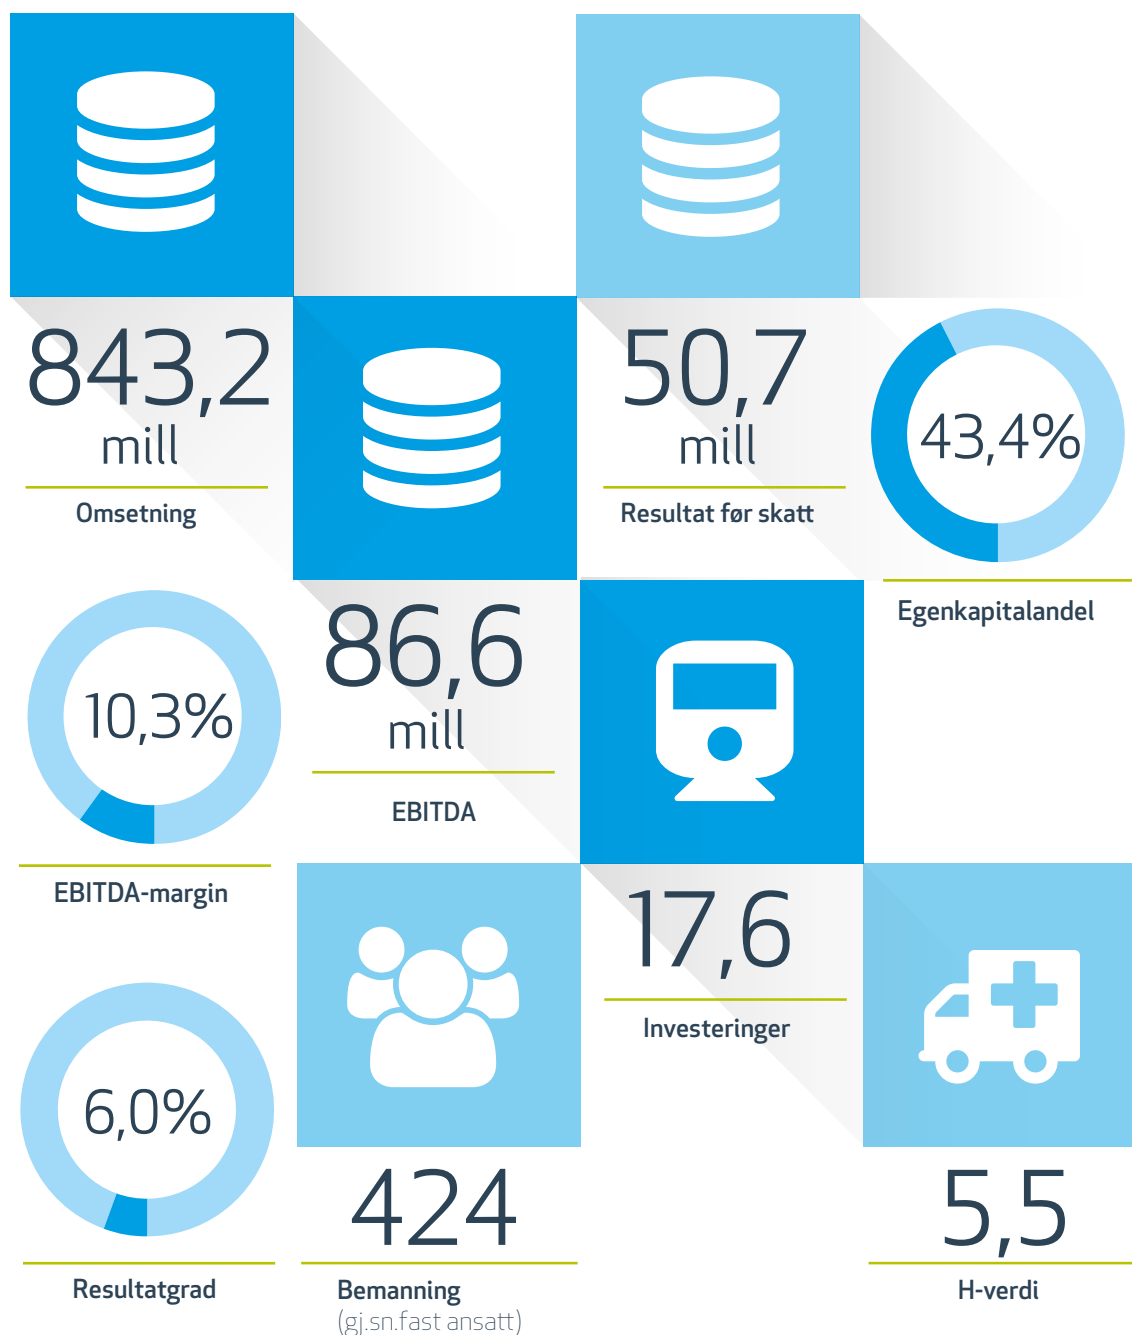 843,2
mill
Omsetning
50,7
mill
Resultat før skatt
43,4%
Egenkapitalandel
10,3%
EBITDA-margin
86,6
mill
EBITDA
17,6
Investeringer
6,0%
Resultatgrad
424
Bemanning
(gj.sn.fast ansatt)
5,5
H-verdi